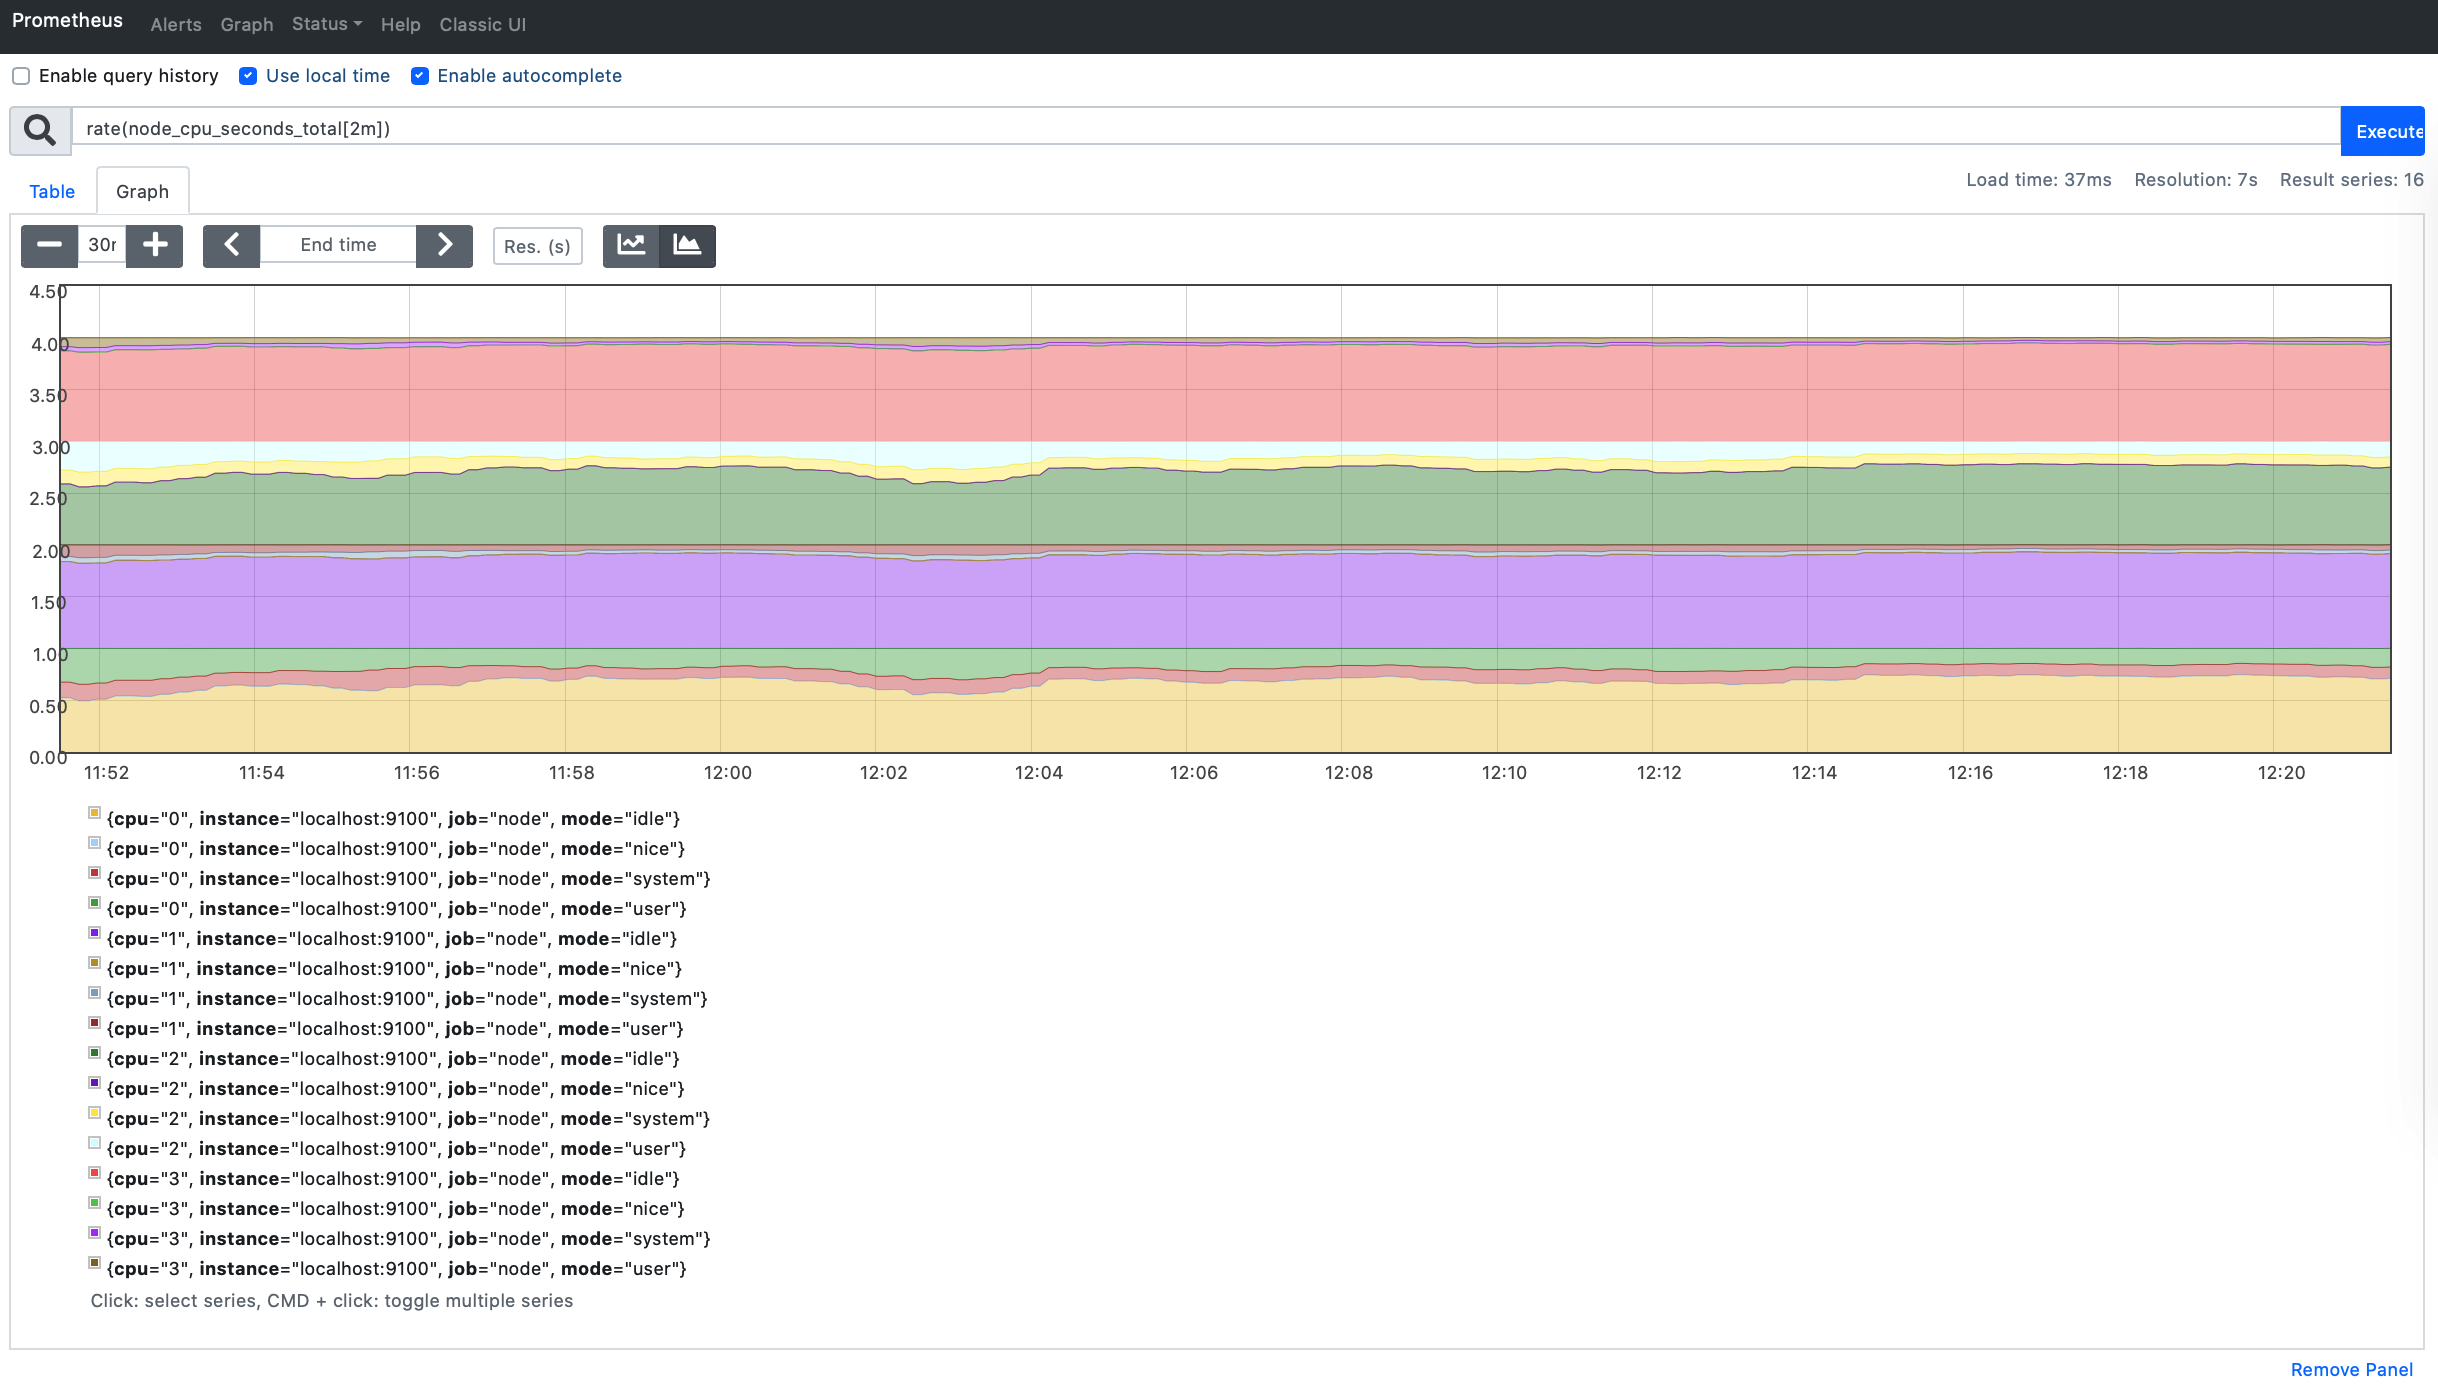 Prometheus Alerts Graph Status Help Classic UI
Enable query history Use local time Enable autocomplete
rate(node_cpu_seconds_total[2m]) Execute
Table Graph Load time: 37ms Resolution: 7s Result series: 16
30 End time Res. (s)
4.50
4.00
3.50
3.00
2.50
2.00
1.50
1.00
0.50
0.00
11:52 11:54 11:56 11:58 12:00 12:02 12:04 12:06 12:08 12:10 12:12 12:14 12:16 12:18 12:20
{cpu="0", instance="localhost:9100", job="node", mode="idle"}
{cpu="0", instance="localhost:9100", job="node", mode="nice"}
{cpu="0", instance="localhost:9100", job="node", mode="system"}
{cpu="0", instance="localhost:9100", job="node", mode="user"}
{cpu="1", instance="localhost:9100", job="node", mode="idle"}
{cpu="1", instance="localhost:9100", job="node", mode="nice"}
{cpu="1", instance="localhost:9100", job="node", mode="system"}
{cpu="1", instance="localhost:9100", job="node", mode="user"}
{cpu="2", instance="localhost:9100", job="node", mode="idle"}
{cpu="2", instance="localhost:9100", job="node", mode="nice"}
{cpu="2", instance="localhost:9100", job="node", mode="system"}
{cpu="2", instance="localhost:9100", job="node", mode="user"}
{cpu="3", instance="localhost:9100", job="node", mode="idle"}
{cpu="3", instance="localhost:9100", job="node", mode="nice"}
{cpu="3", instance="localhost:9100", job="node", mode="system"}
{cpu="3", instance="localhost:9100", job="node", mode="user"}
Click: select series, CMD + click: toggle multiple series
Remove Panel